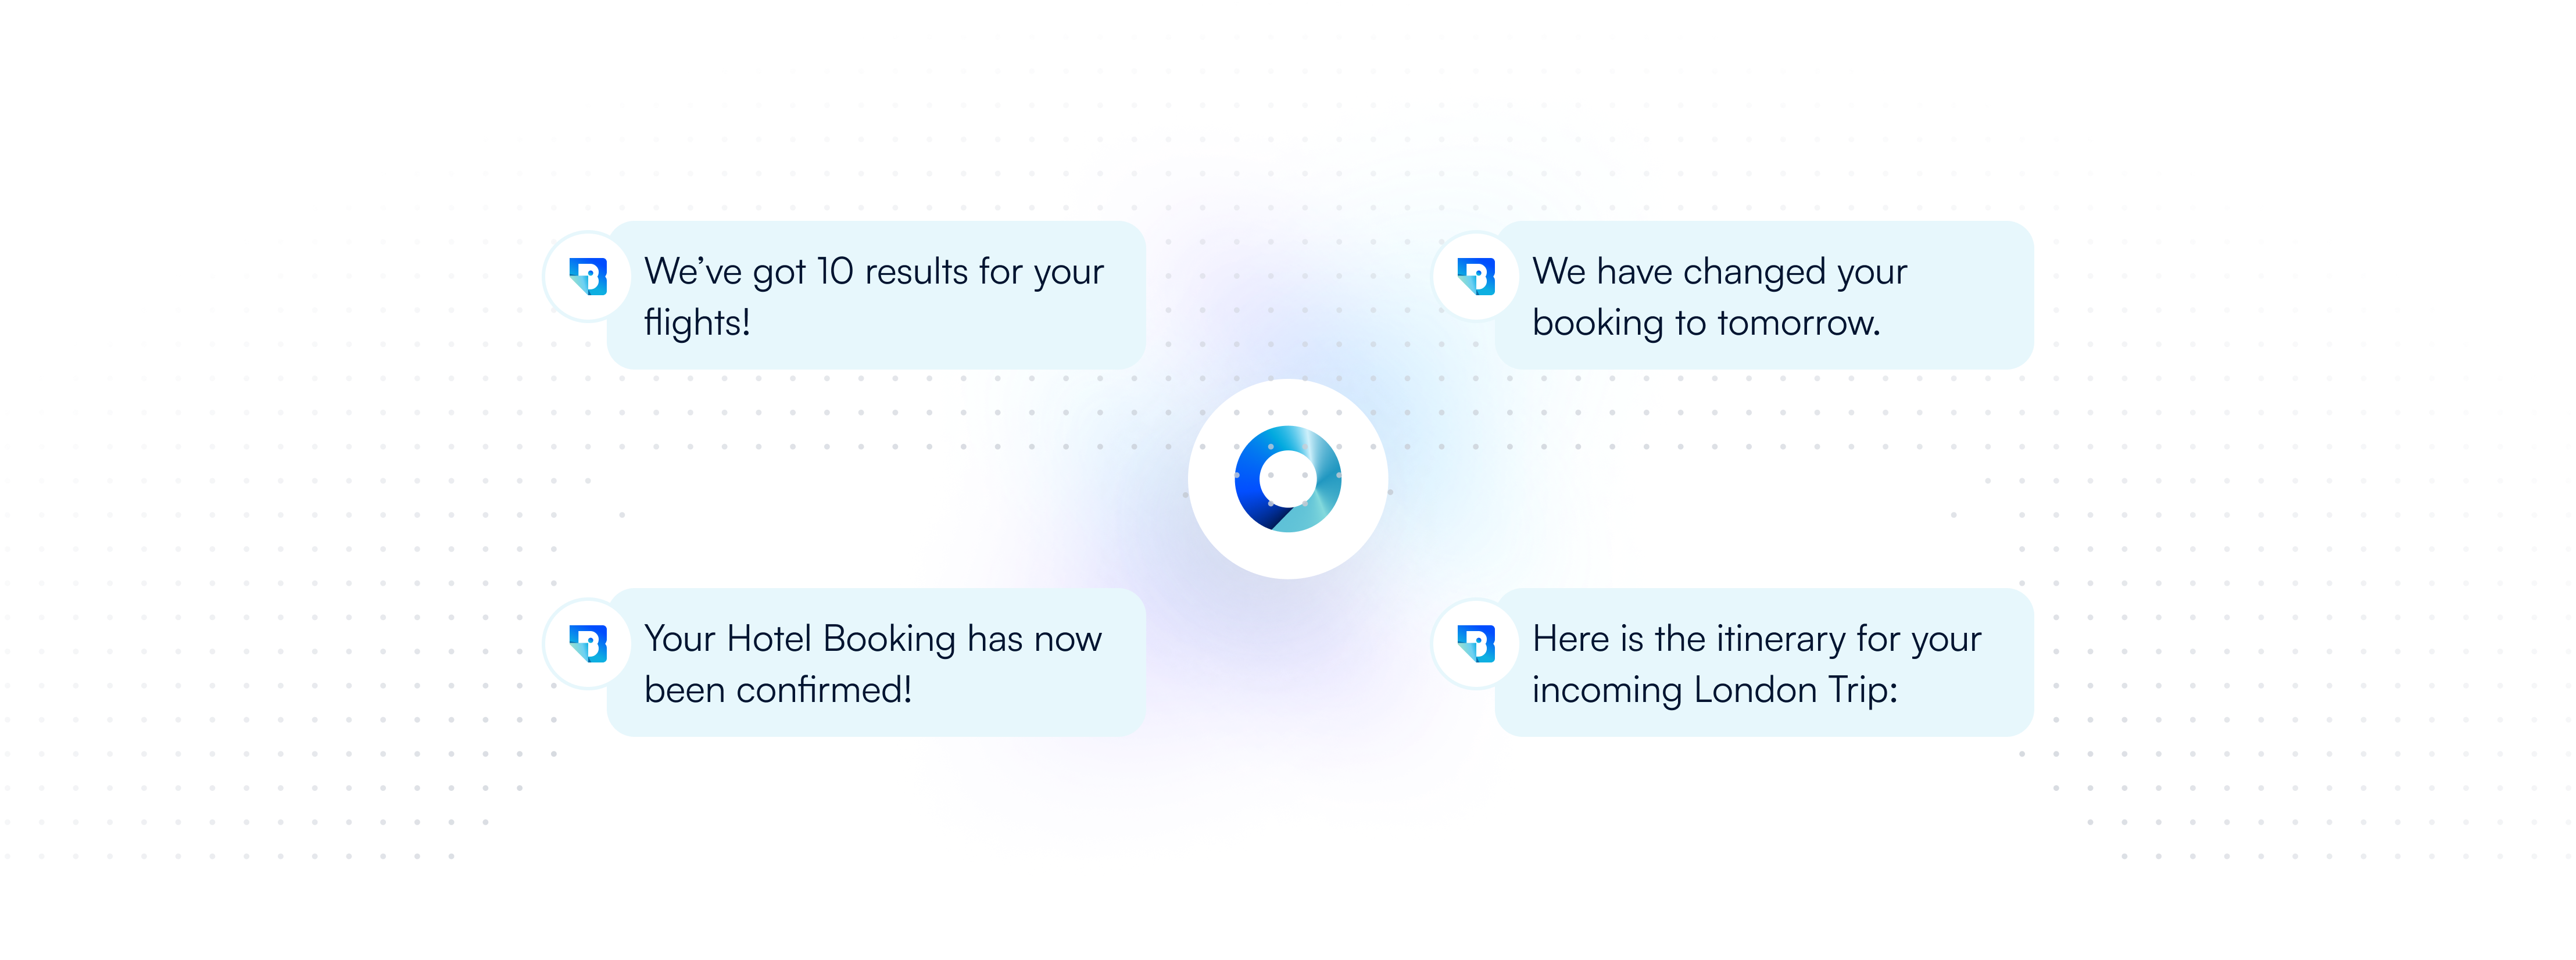 We’ve got 10 results for your
flights!
We have changed your
booking to tomorrow.
Your Hotel Booking has now
been confirmed!
Here is the itinerary for your
incoming London Trip: